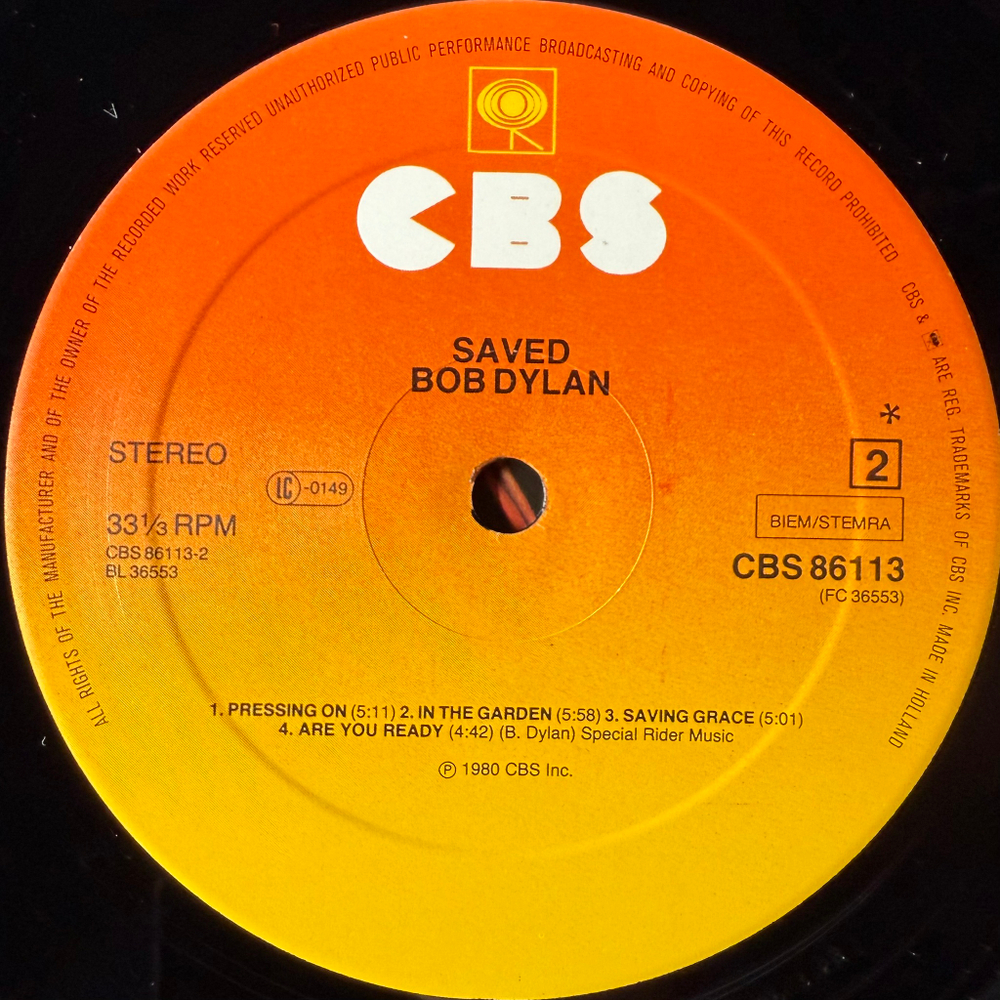 ALL RIGHTS OF THE MANUFACTURER AND OF THE OWNER OF THE RECORDED WORK RESERVED UNAUTHORIZED PUBLIC PERFORMANCE BROADCASTING AND COPYING OF THIS RECORD PROHIBITED · CBS & ARE REG. TRADEMARKS OF CBS INC. MADE IN HOLLAND
CBS
SAVED
BOB DYLAN
*
STEREO
2
LC-0149
33⅓ RPM
BIEM/STEMRA
CBS 86113-2
BL 36553
CBS 86113
(FC 36553)
1. PRESSING ON (5:11) 2. IN THE GARDEN (5:58) 3. SAVING GRACE (5:01)
4. ARE YOU READY (4:42) (B. Dylan) Special Rider Music
℗ 1980 CBS Inc.